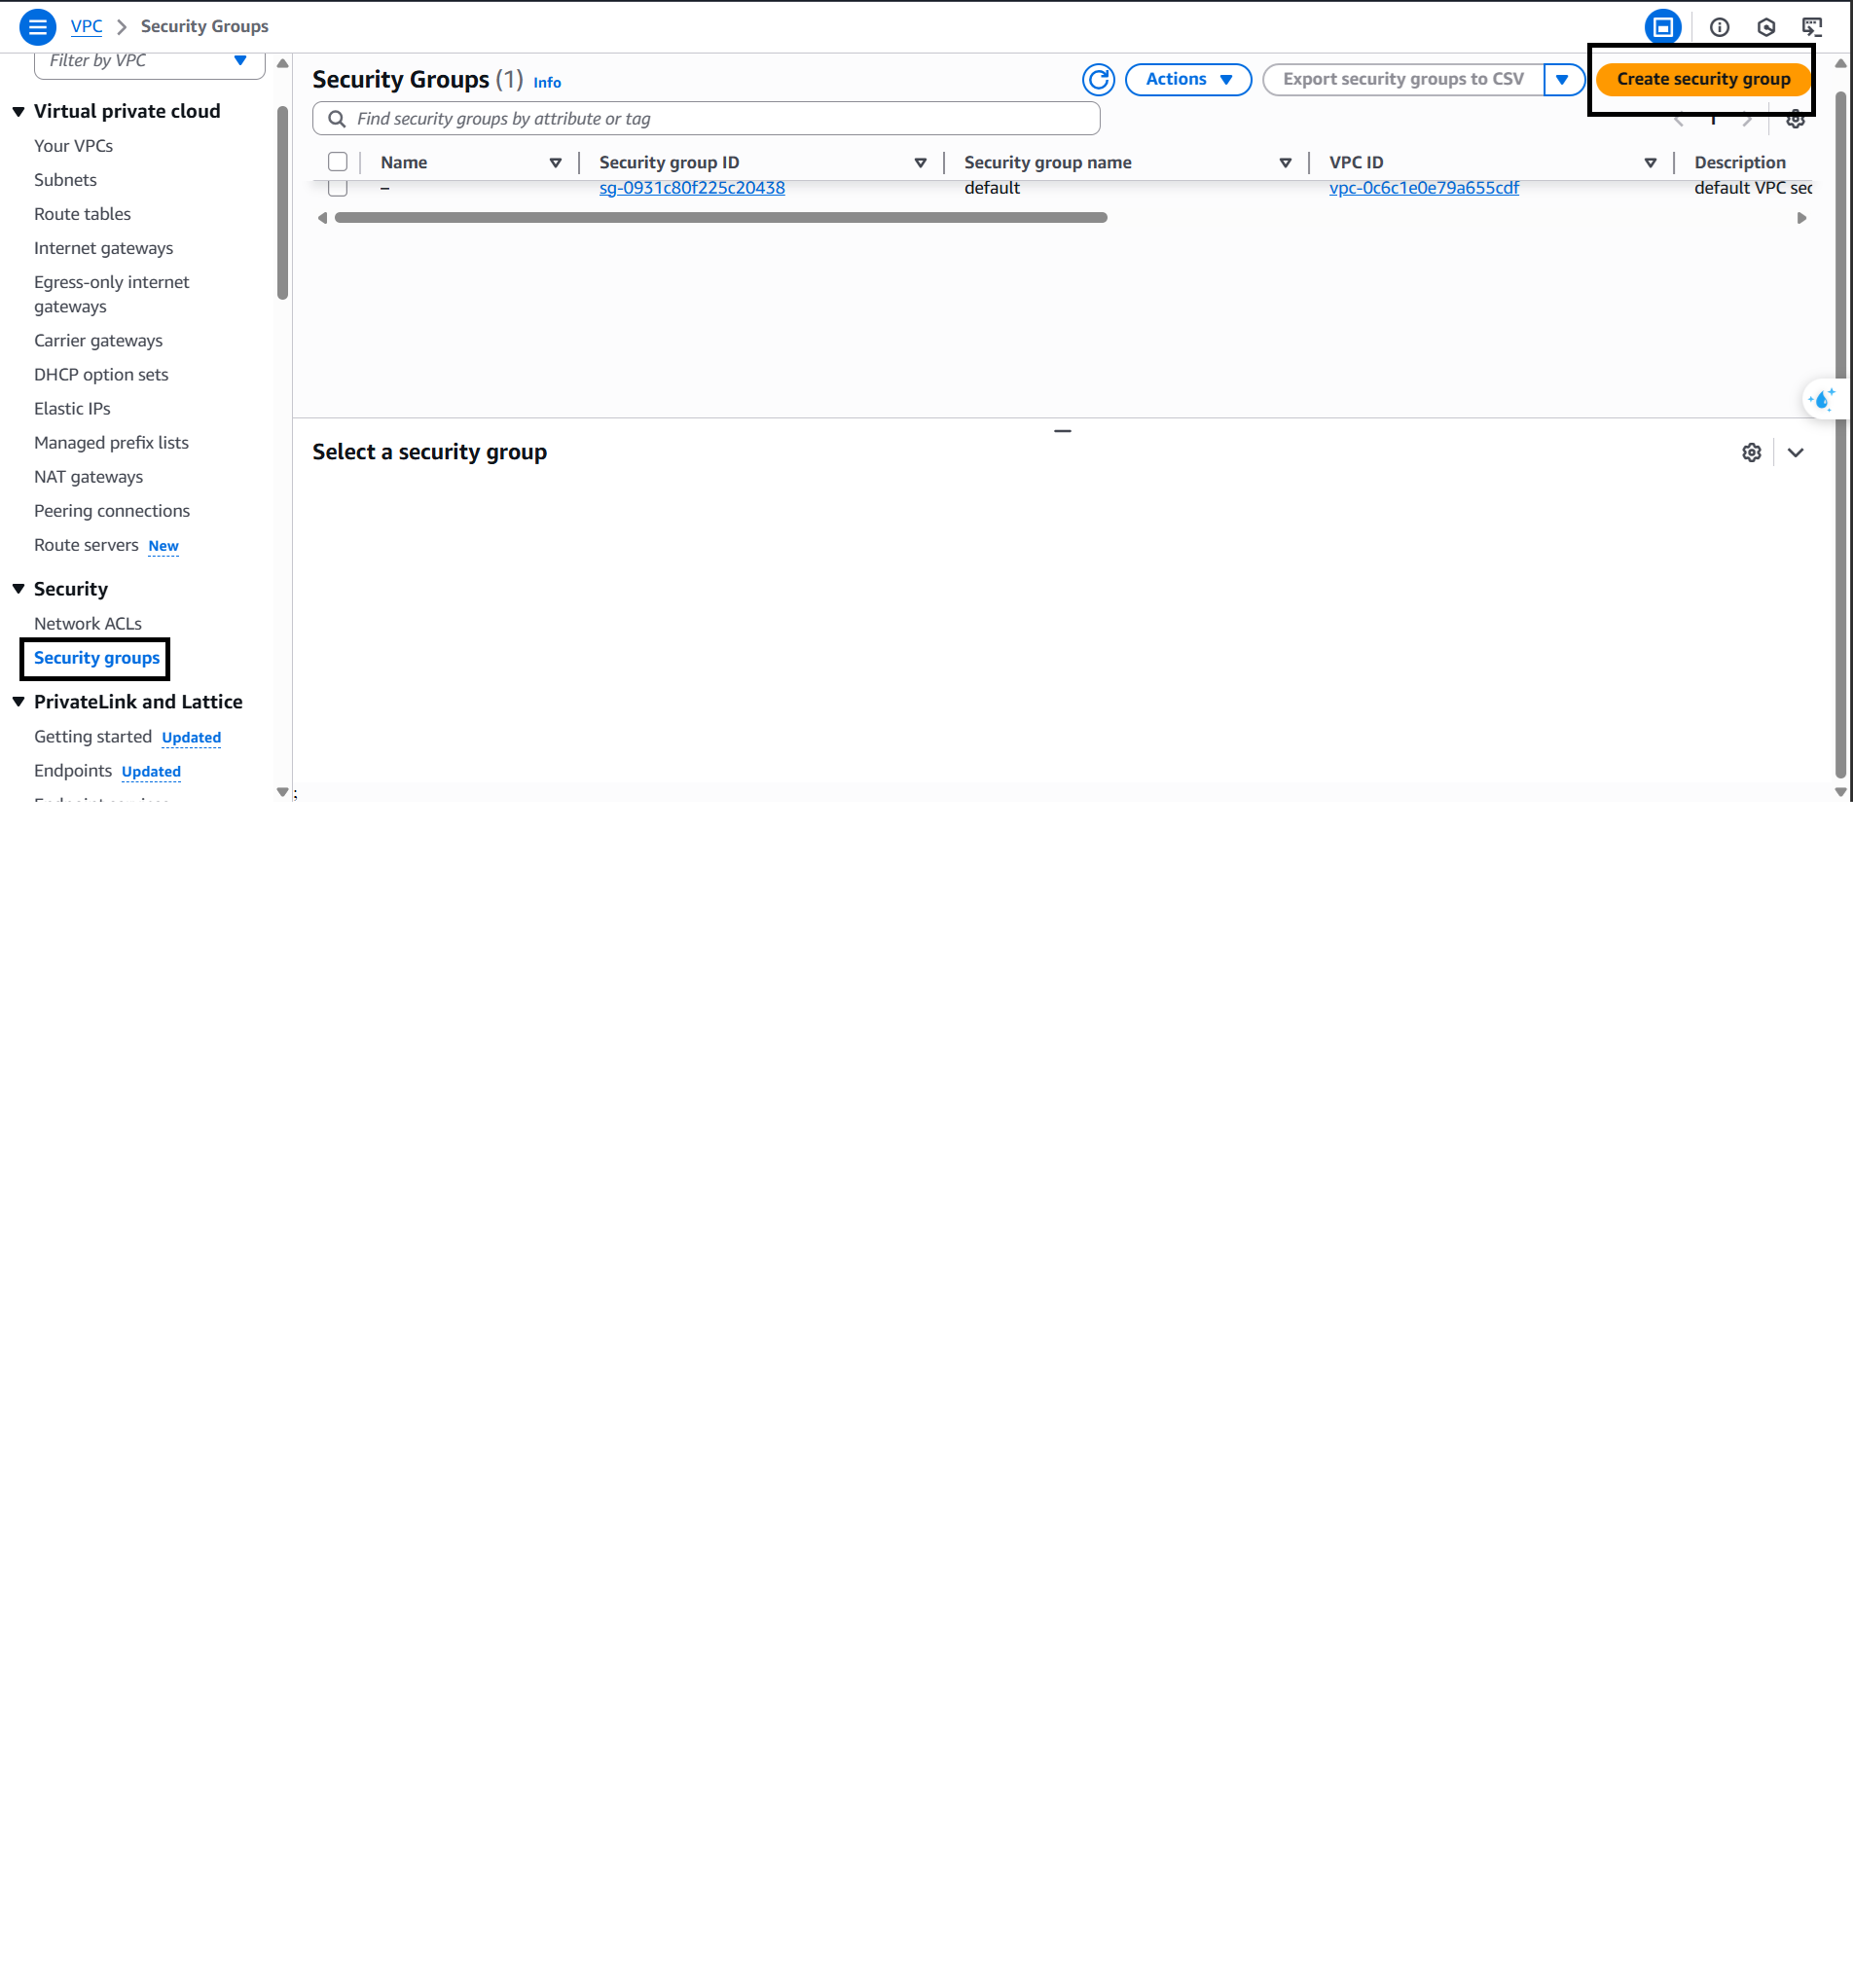 VPC > Security Groups
Filter by VPC
Virtual private cloud
Your VPCs
Subnets
Route tables
Internet gateways
Egress-only internet
gateways
Carrier gateways
DHCP option sets
Elastic IPs
Managed prefix lists
NAT gateways
Peering connections
Route servers New
Security
Network ACLs
Security groups
PrivateLink and Lattice
Getting started Updated
Endpoints Updated
Endpoint services
Security Groups (1) Info
Actions
Export security groups to CSV
Create security group
Find security groups by attribute or tag
1
Name Security group ID Security group name VPC ID Description
– sg-0931c80f225c20438 default vpc-0c6c1e0e79a655cdf default VPC sec
Select a security group
;